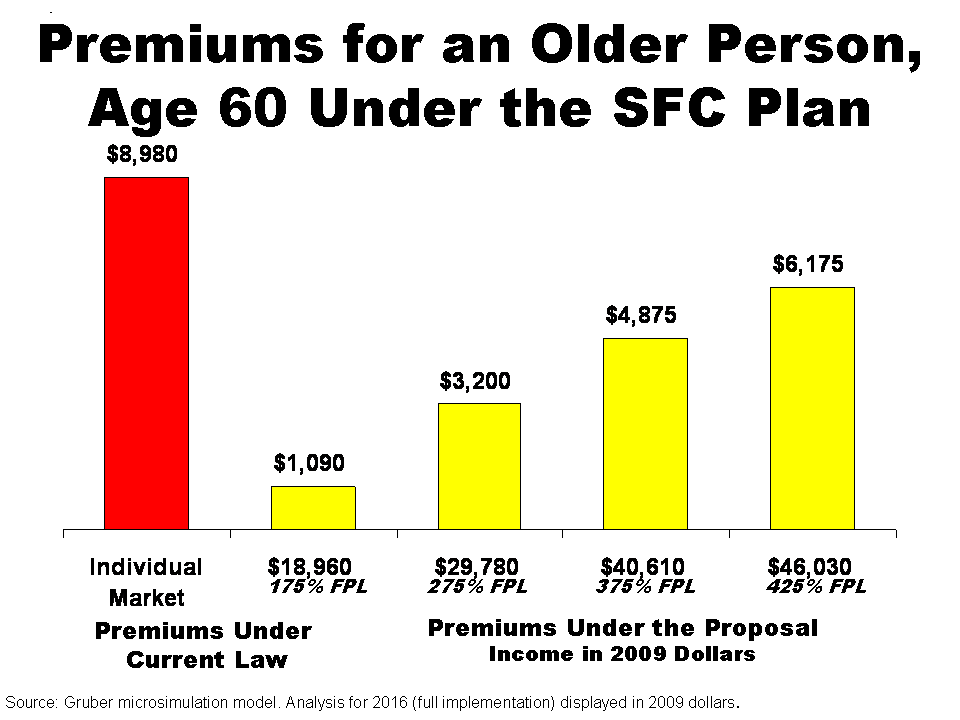 Premiums for an Older Person,
Age 60 Under the SFC Plan
$8,980
$1,090
$3,200
$4,875
$6,175
Individual
Market
$18,960
175% FPL
$29,780
275% FPL
$40,610
375% FPL
$46,030
425% FPL
Premiums Under
Current Law
Premiums Under the Proposal
Income in 2009 Dollars
Source: Gruber microsimulation model. Analysis for 2016 (full implementation) displayed in 2009 dollars.